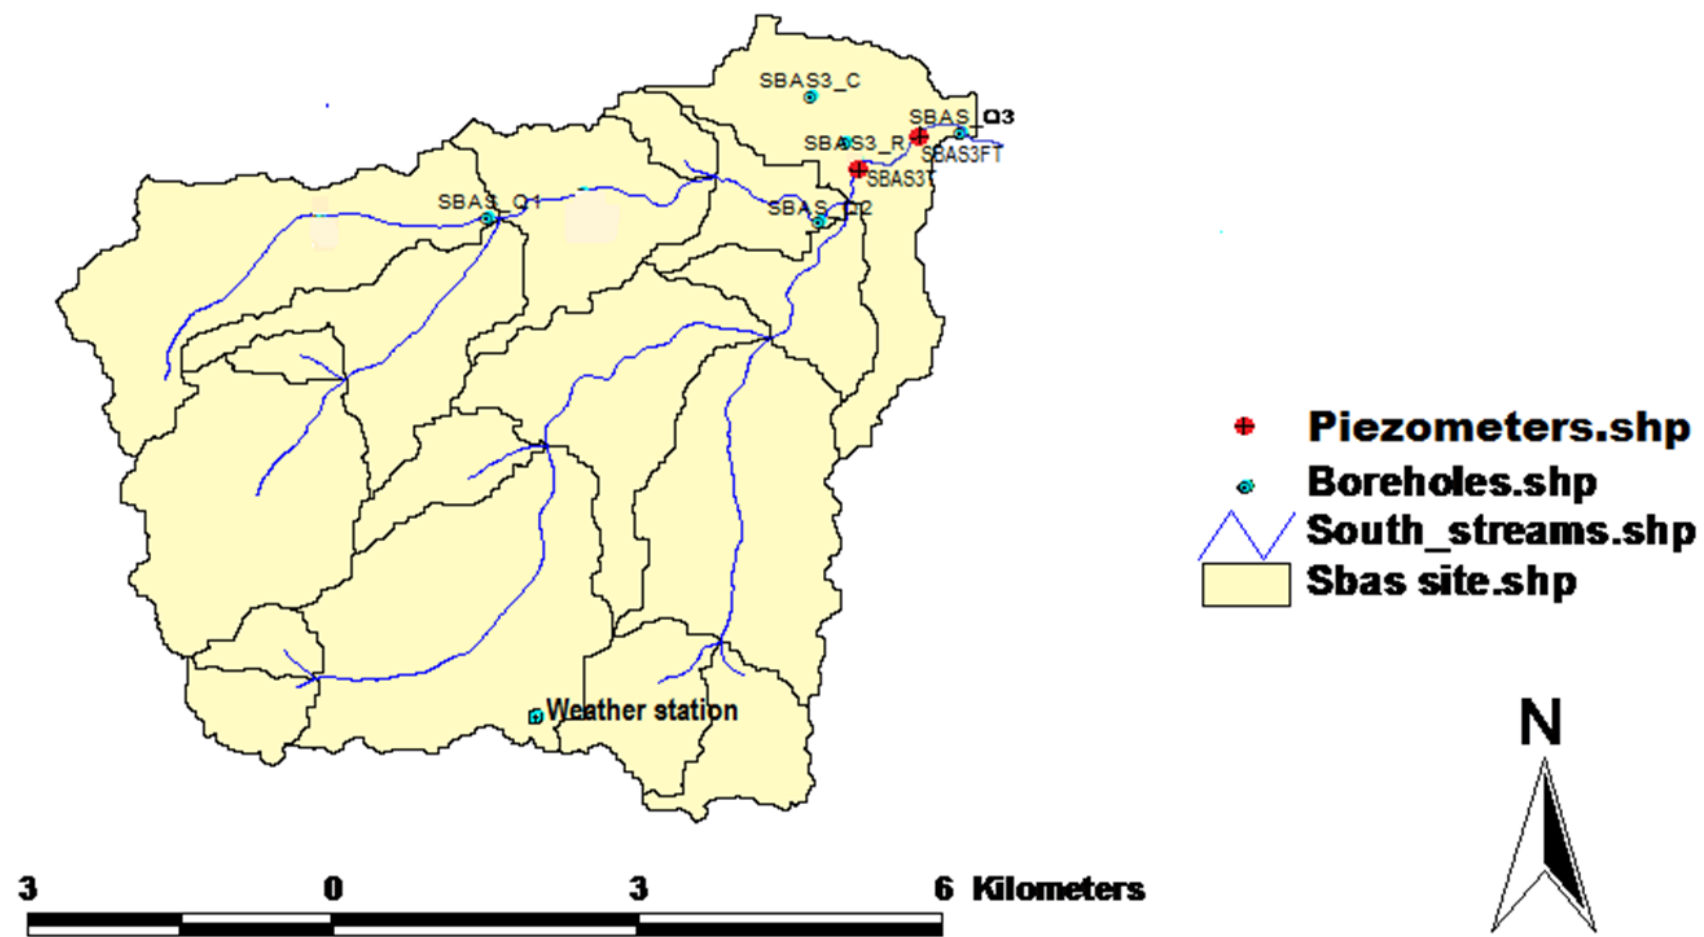 SBAS3_C
SBAS_Q3
SBAS3_R
SBAS3FT
SBAS3T
SBAS_Q1
SBAS_Q2
Piezometers.shp
Boreholes.shp
South_streams.shp
Sbas site.shp
Weather station
N
3 0 3 6 Kilometers